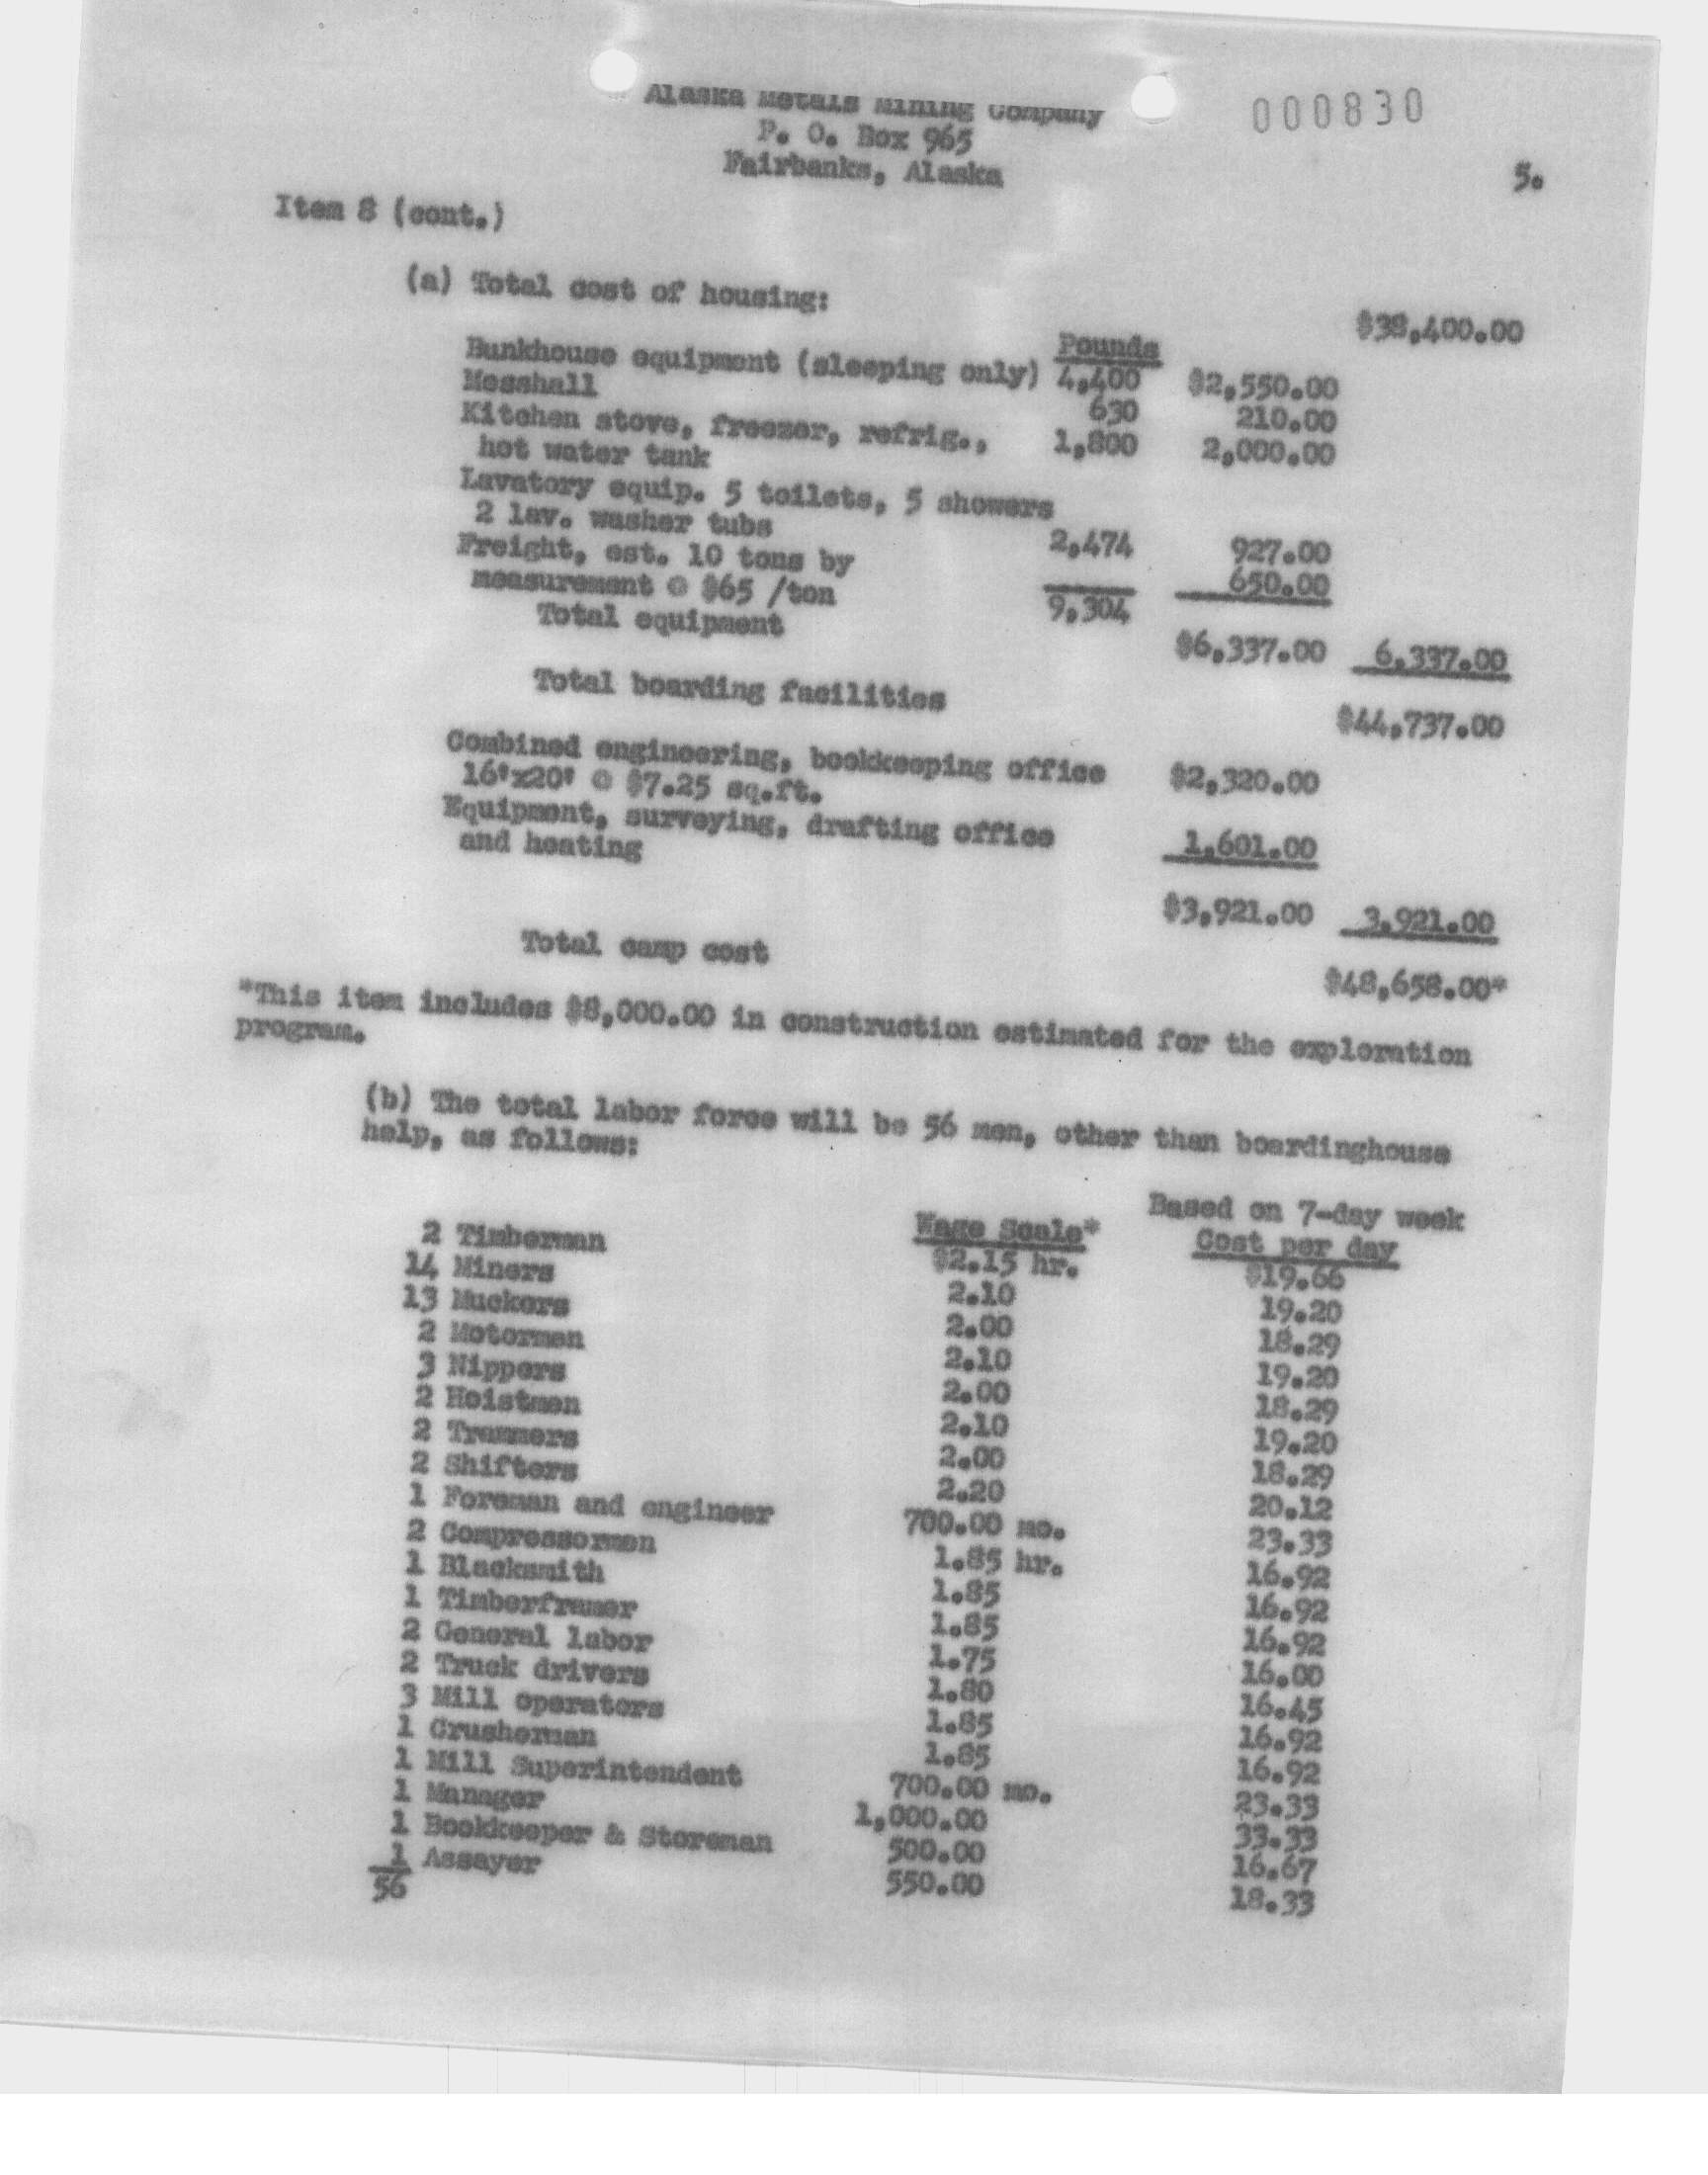 Alaska Metals Mining Company
000830
P. O. Box 965
Fairbanks, Alaska
5.
Item 8 (cont.)
(a) Total cost of housing: $38,400.00
Pounds
Bunkhouse equipment (sleeping only) 4,400 $2,550.00
Messhall 630 210.00
Kitchen stove, freezer, refrig., 1,800 2,000.00
hot water tank
Lavatory equip. 5 toilets, 5 showers
2 lav. washer tubs 2,474 927.00
Freight, est. 10 tons by
measurement @ $65 /ton 650.00
Total equipment 9,304 $6,337.00 6,337.00
Total boarding facilities $44,737.00
Combined engineering, bookkeeping office $2,320.00
16'x20' @ $7.25 sq.ft.
Equipment, surveying, drafting office
and heating 1,601.00
$3,921.00 3,921.00
Total camp cost $48,658.00*
*This item includes $8,000.00 in construction estimated for the exploration
program.
(b) The total labor force will be 56 men, other than boardinghouse
help, as follows:
Based on 7-day week
Wage Scale* Cost per day
2 Timberman $2.15 hr. $19.66
14 Miners 2.10 19.20
13 Muckers 2.00 18.29
2 Motormen 2.10 19.20
3 Nippers 2.00 18.29
2 Hoistmen 2.10 19.20
2 Trammers 2.00 18.29
2 Shifters 2.20 20.12
1 Foreman and engineer 700.00 mo. 23.33
2 Compressormen 1.85 hr. 16.92
1 Blacksmith 1.85 16.92
1 Timberframer 1.85 16.92
2 General labor 1.75 16.00
2 Truck drivers 1.80 16.45
3 Mill operators 1.85 16.92
1 Crusherman 1.85 16.92
1 Mill Superintendent 700.00 mo. 23.33
1 Manager 1,000.00 33.33
1 Bookkeeper & Storeman 500.00 16.67
1 Assayer 550.00 18.33
56